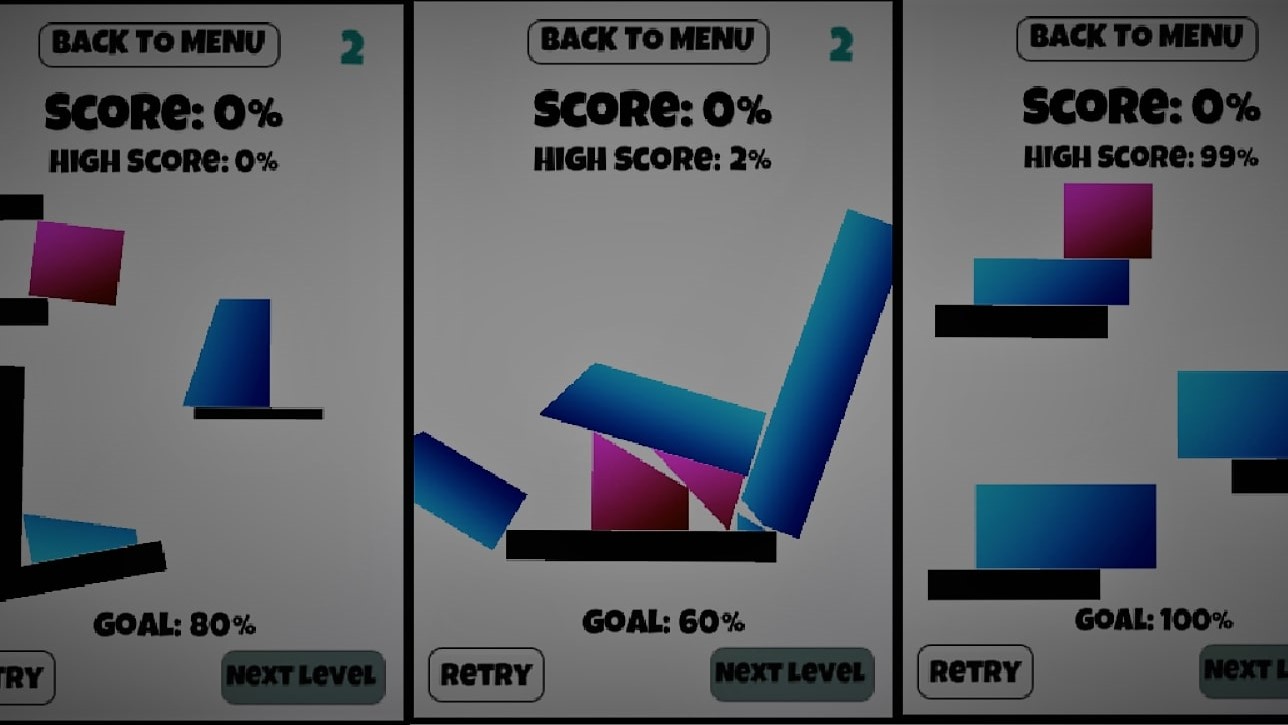 BACK TO MENU
2
SCORE: 0%
HIGH SCORE: 0%
GOAL: 80%
TRY
NEXT LEVEL
BACK TO MENU
2
SCORE: 0%
HIGH SCORE: 2%
GOAL: 60%
RETRY
NEXT LEVEL
BACK TO MENU
SCORE: 0%
HIGH SCORE: 99%
GOAL: 100%
RETRY
NEXT L